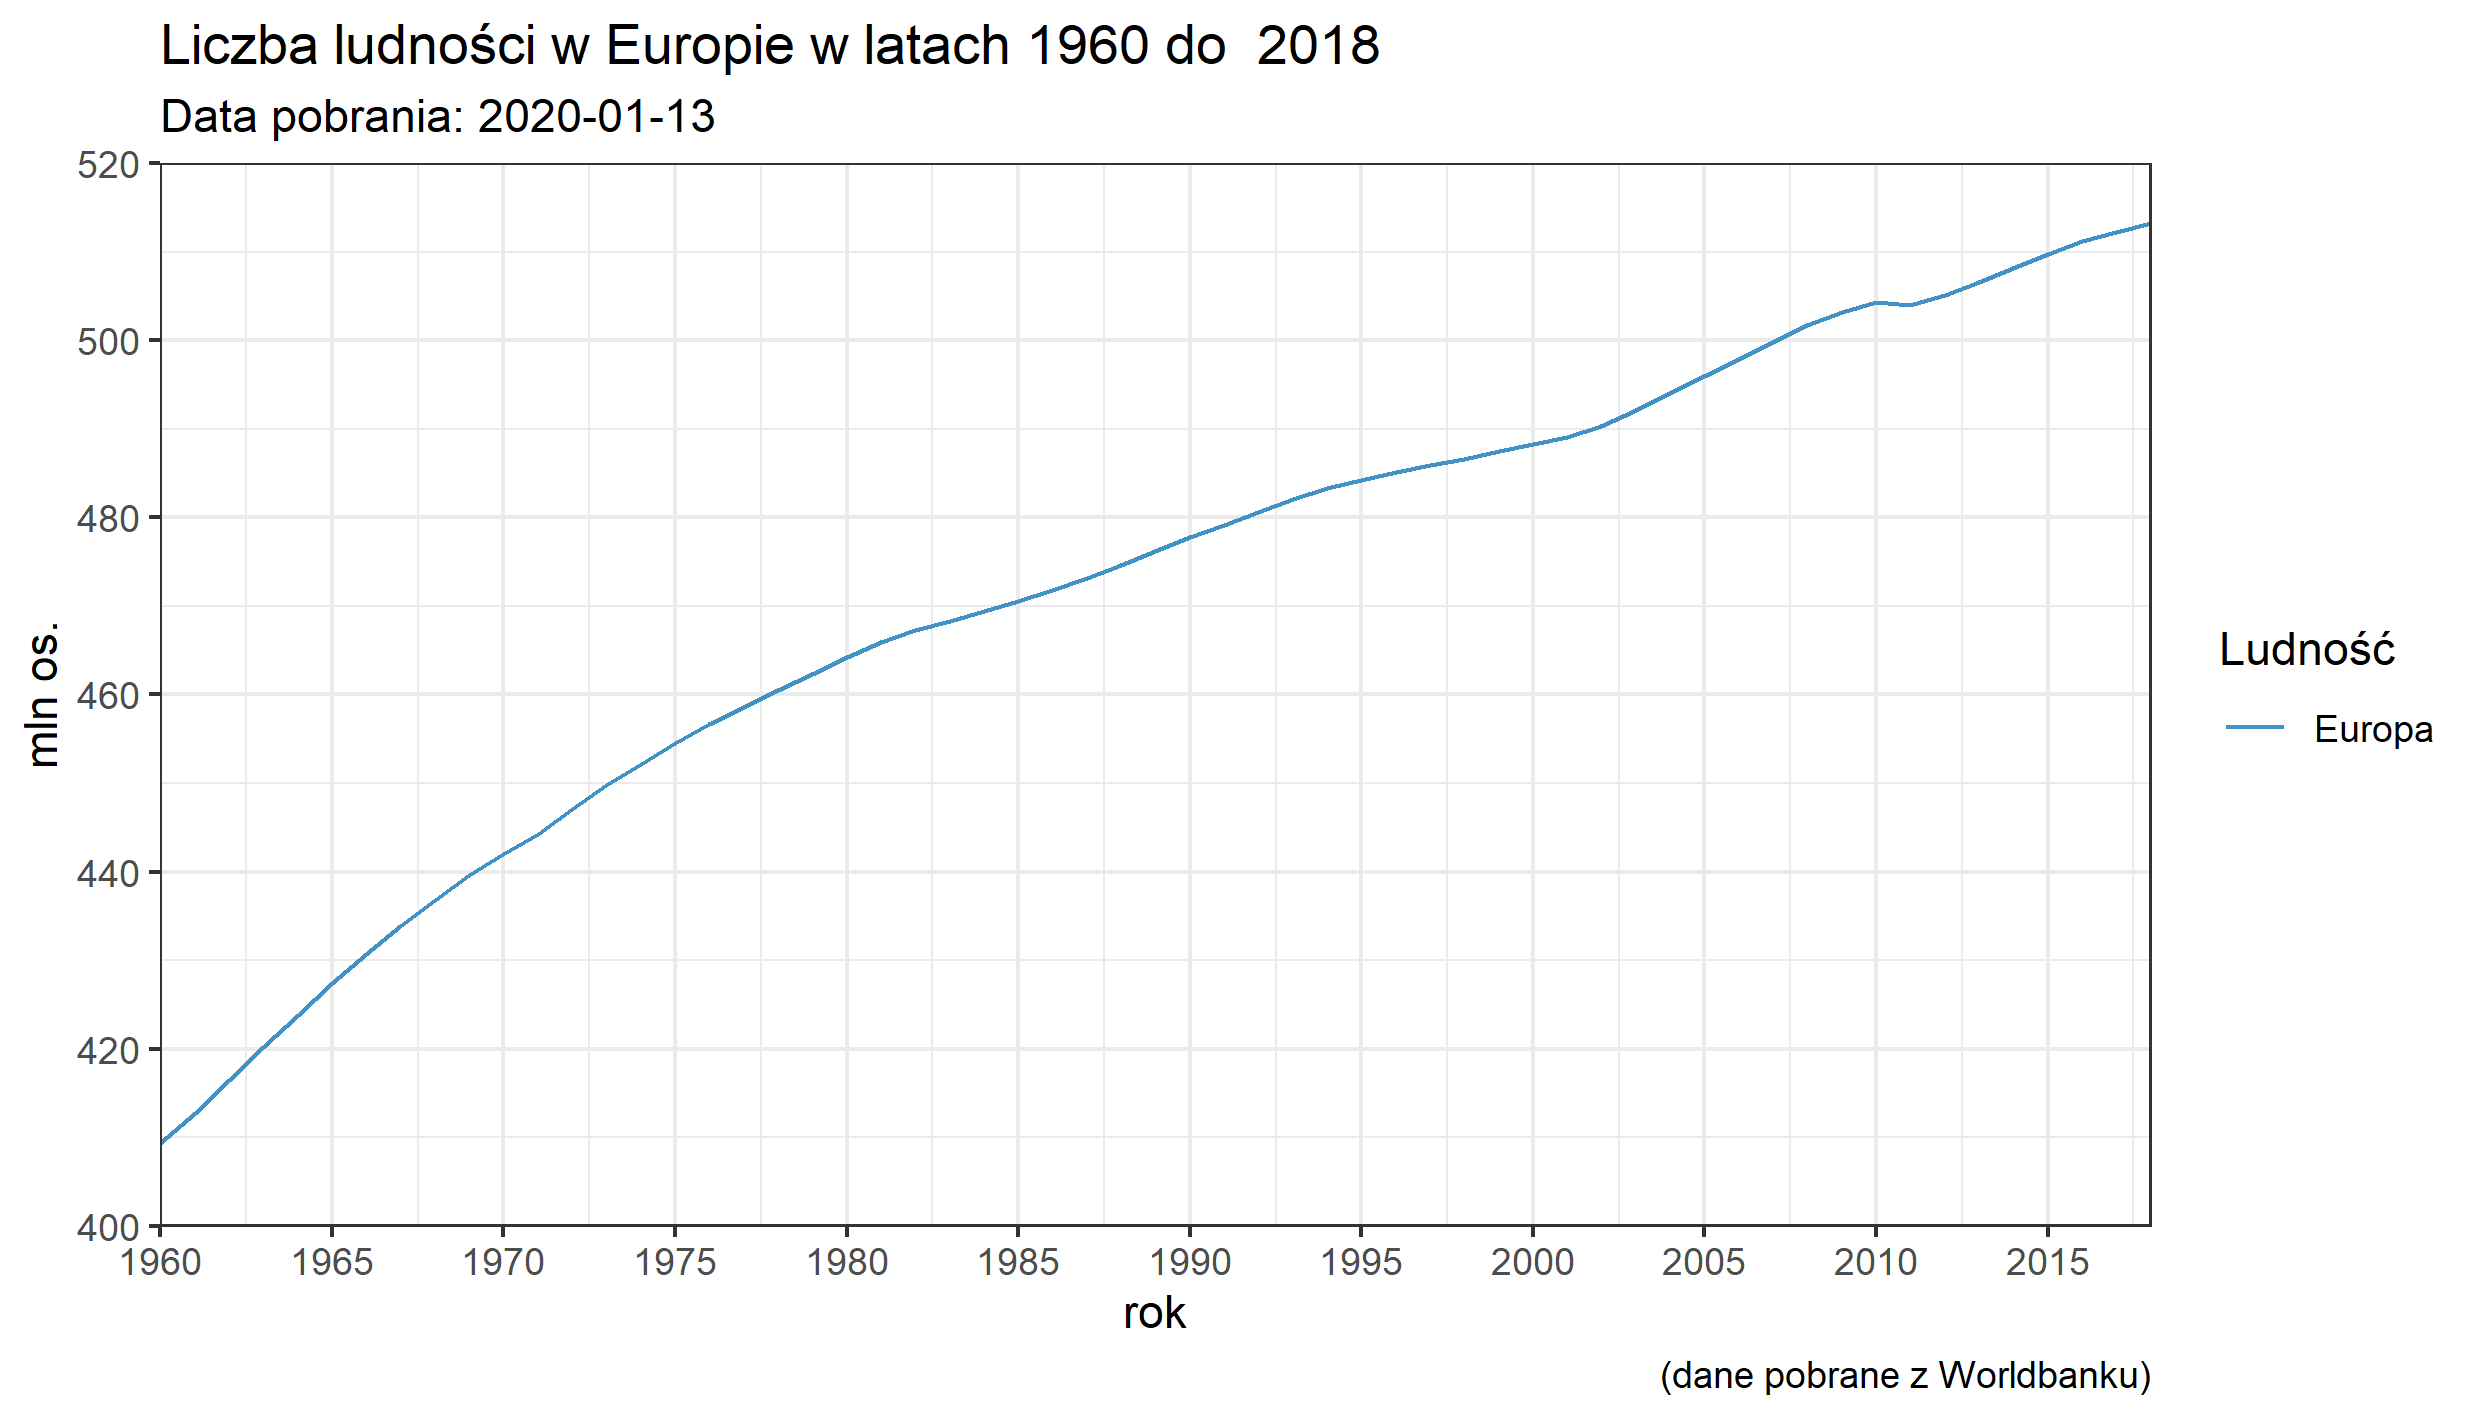 Liczba ludności w Europie w latach 1960 do  2018
Data pobrania: 2020-01-13
520
500
480
460
440
420
400
mln os.
1960 1965 1970 1975 1980 1985 1990 1995 2000 2005 2010 2015
rok
Ludność
Europa
(dane pobrane z Worldbanku)